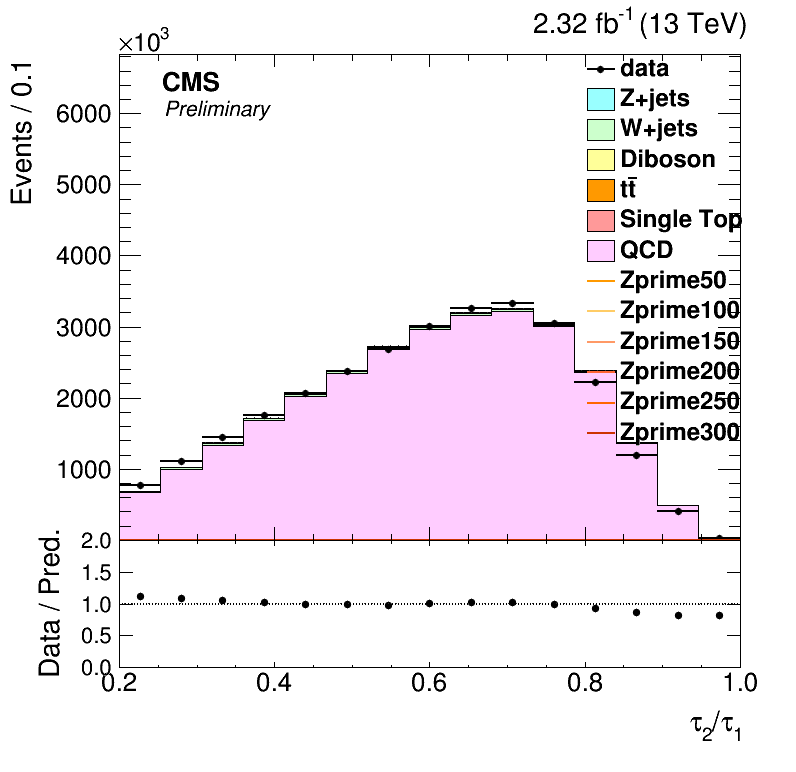 2.32 fb⁻¹ (13 TeV)
×10³
CMS
Preliminary
Events / 0.1
6000
5000
4000
3000
2000
1000
data
Z+jets
W+jets
Diboson
tt̄
Single Top
QCD
Zprime50
Zprime100
Zprime150
Zprime200
Zprime250
Zprime300
Data / Pred.
2.0
1.5
1.0
0.5
0.0
0.2 0.4 0.6 0.8 1.0
τ₂/τ₁